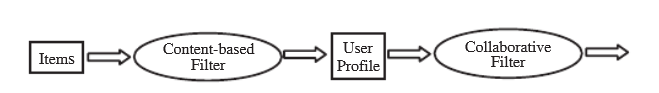 Items
Content-based
Filter
User
Profile
Collaborative
Filter